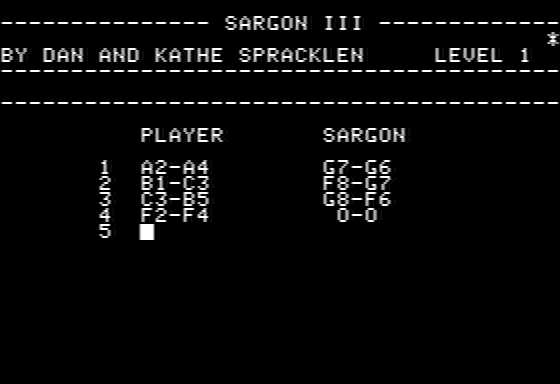 --------------- SARGON III -------------
*
BY DAN AND KATHE SPRACKLEN     LEVEL 1
----------------------------------------
----------------------------------------
PLAYER       SARGON
1  A2-A4        G7-G6
2  B1-C3        F8-G7
3  C3-B5        G8-F6
4  F2-F4         O-O
5